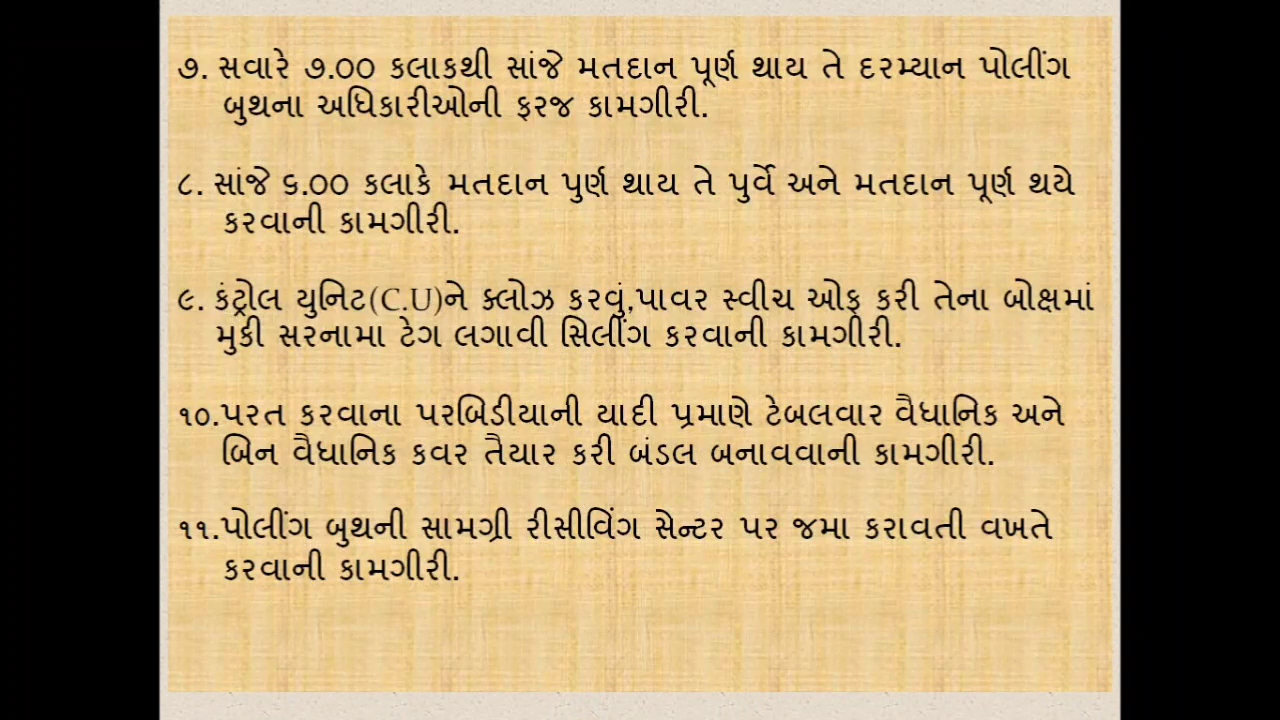 ૭. સવારે ૭.૦૦ કલાકથી સાંજે મતદાન પૂર્ણ થાય તે દરમ્યાન પોલીંગ
બુથના અધિકારીઓની ફરજ કામગીરી.
૮. સાંજે ૬.૦૦ કલાકે મતદાન પુર્ણ થાય તે પુર્વે અને મતદાન પૂર્ણ થયે
કરવાની કામગીરી.
૯. કંટ્રોલ યુનિટ(C.U)ને ક્લોઝ કરવું,પાવર સ્વીચ ઓફ કરી તેના બોક્ષમાં
મુકી સરનામા ટેગ લગાવી સિલીંગ કરવાની કામગીરી.
૧૦.પરત કરવાના પરબિડીયાની યાદી પ્રમાણે ટેબલવાર વૈધાનિક અને
બિન વૈધાનિક કવર તૈયાર કરી બંડલ બનાવવાની કામગીરી.
૧૧.પોલીંગ બુથની સામગ્રી રીસીવિંગ સેન્ટર પર જમા કરાવતી વખતે
કરવાની કામગીરી.